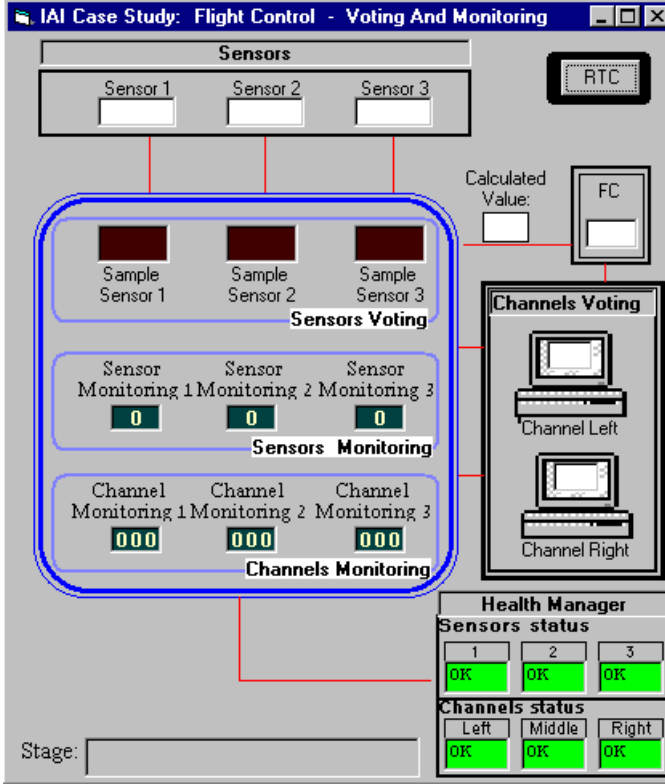 IAI Case Study: Flight Control - Voting And Monitoring
Sensors
RTC
Sensor 1 Sensor 2 Sensor 3
Calculated
Value:
FC
Sample
Sensor 1
Sample
Sensor 2
Sample
Sensor 3
Sensors Voting
Channels Voting
Sensor
Monitoring 1
Sensor
Monitoring 2
Sensor
Monitoring 3
0 0 0
Sensors Monitoring
Channel Left
Channel
Monitoring 1
Channel
Monitoring 2
Channel
Monitoring 3
000 000 000
Channels Monitoring
Channel Right
Health Manager
Sensors status
1 2 3
OK OK OK
Channels status
Left Middle Right
OK OK OK
Stage: